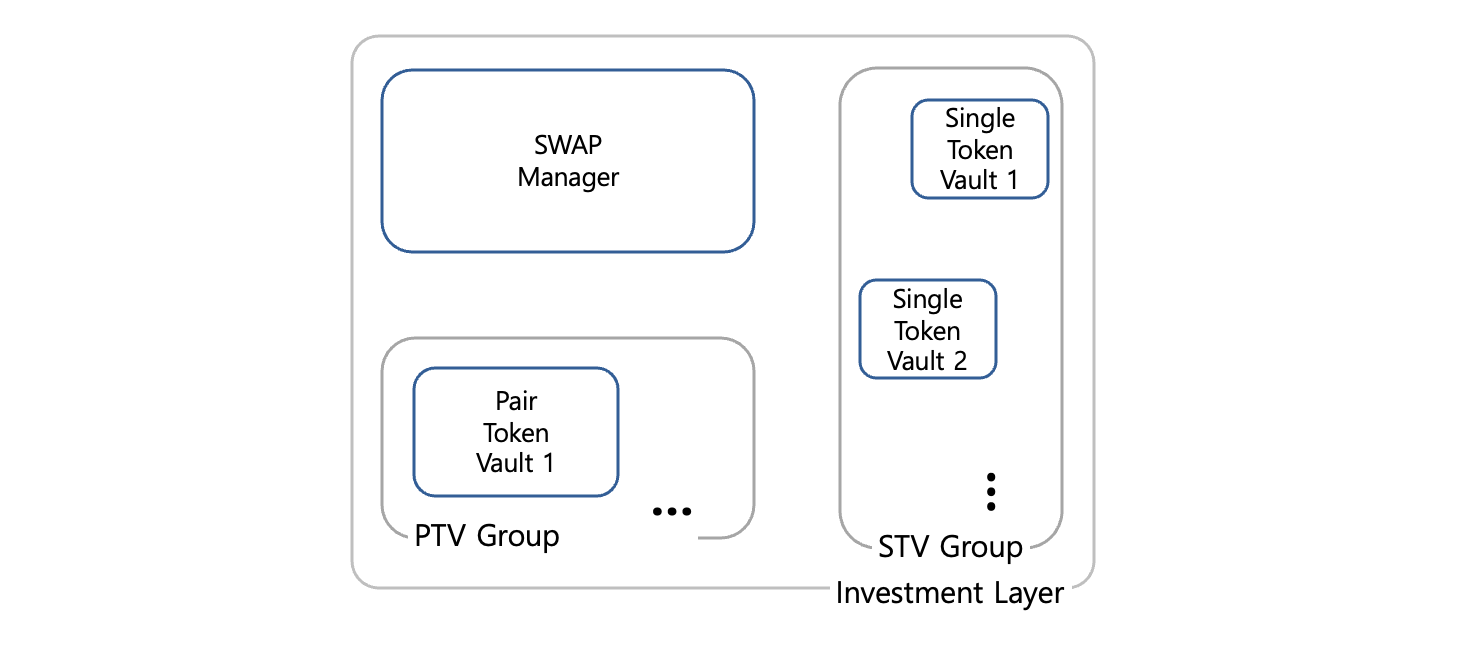 SWAP
Manager
Single
Token
Vault 1
Single
Token
Vault 2
Pair
Token
Vault 1
PTV Group
STV Group
Investment Layer